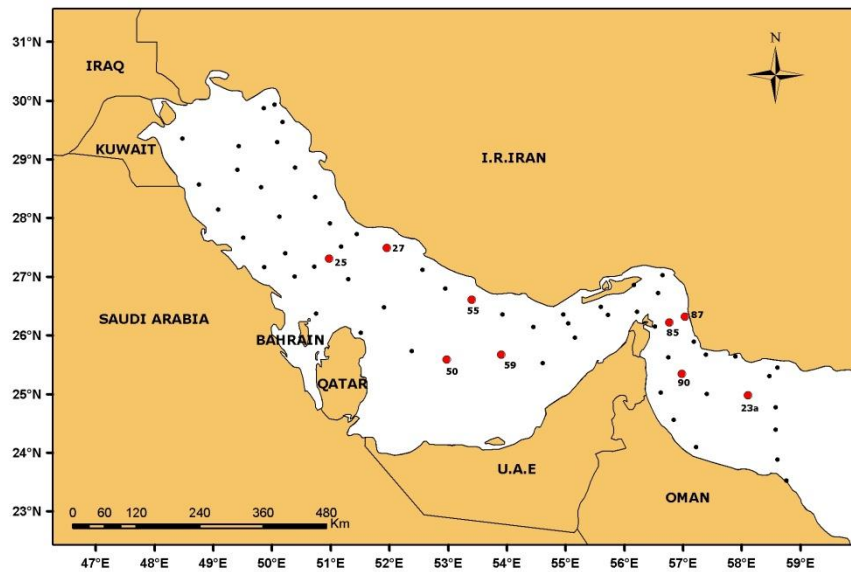 31°N
30°N
29°N
28°N
27°N
26°N
25°N
24°N
23°N
N
IRAQ
KUWAIT
I.R.IRAN
SAUDI ARABIA
BAHRAIN
QATAR
U.A.E
OMAN
25
27
55
50
59
87
85
90
23a
0 60 120 240 360 480
Km
47°E 48°E 49°E 50°E 51°E 52°E 53°E 54°E 55°E 56°E 57°E 58°E 59°E